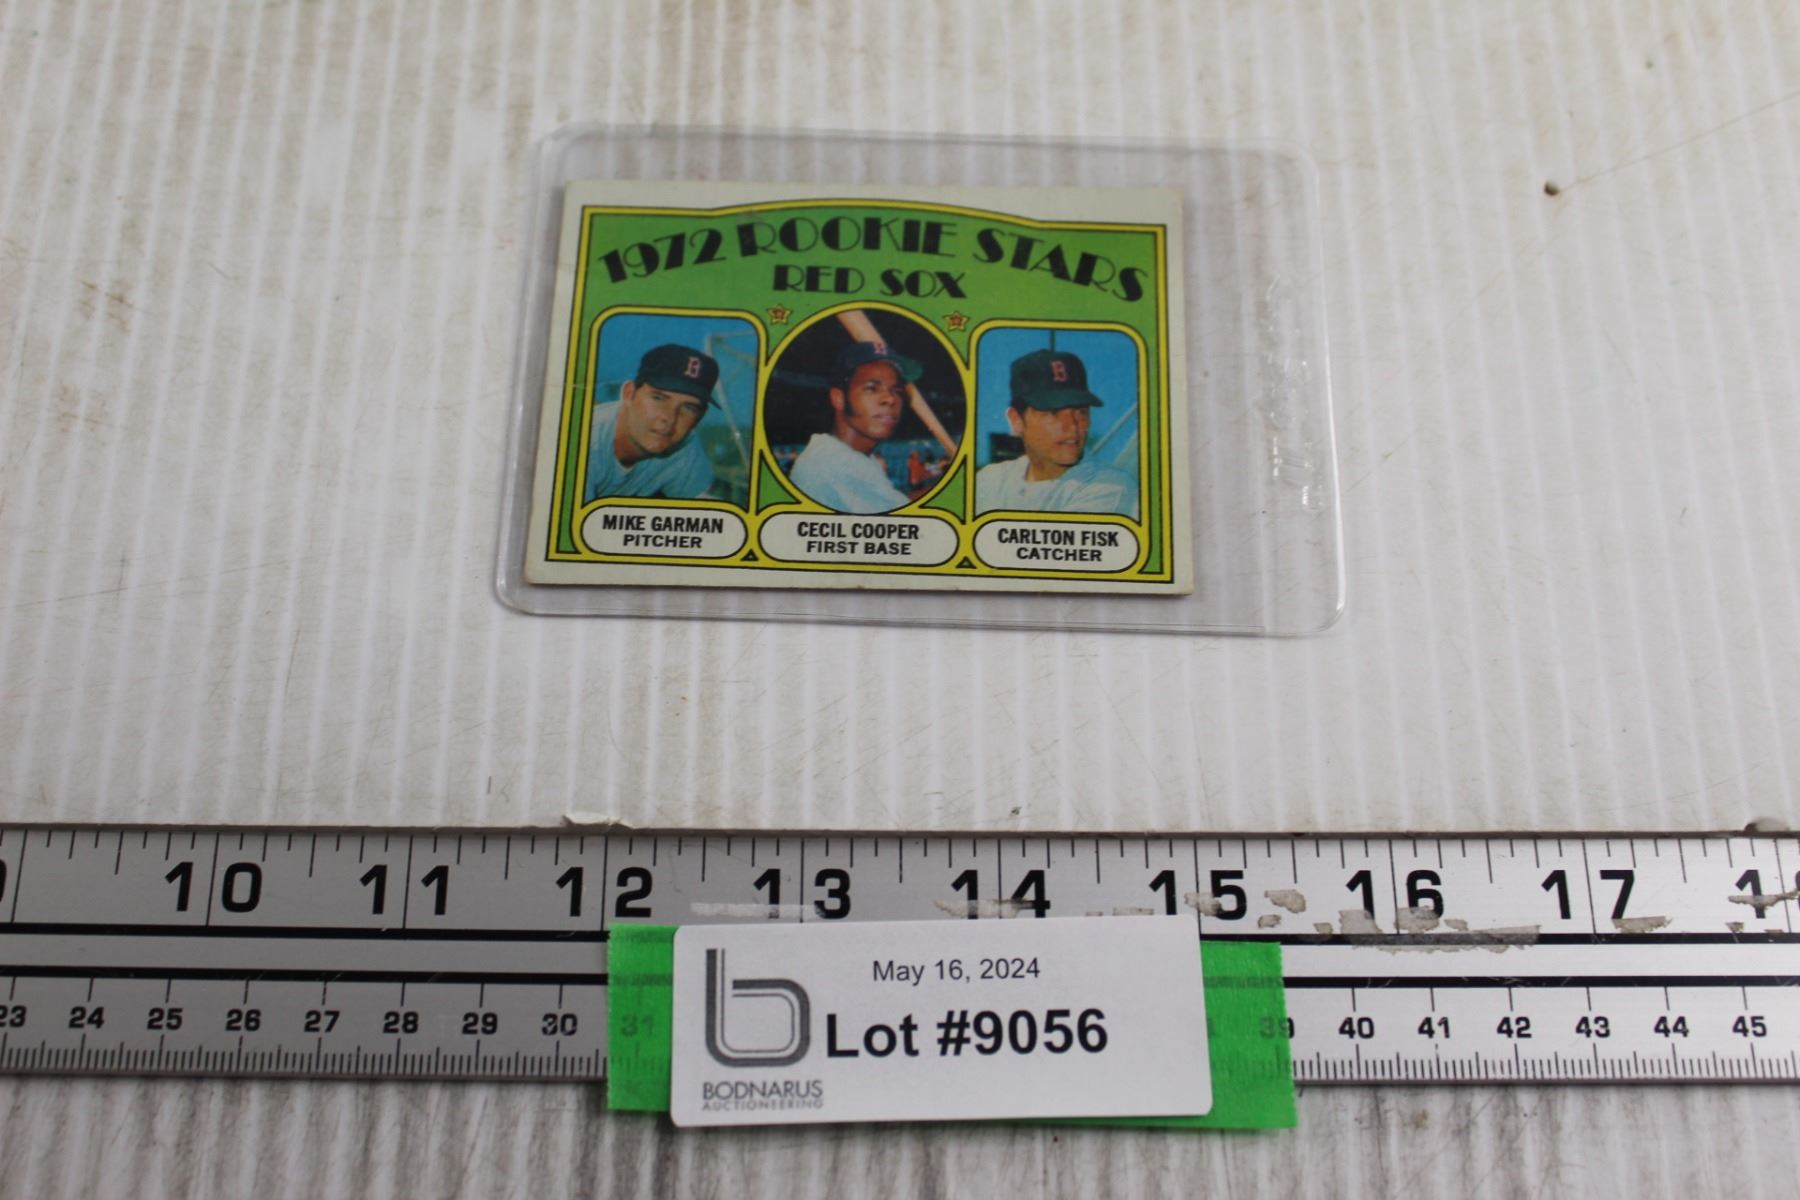 1972 ROOKIE STARS
RED SOX
B
B
B
MIKE GARMAN
PITCHER
CECIL COOPER
FIRST BASE
CARLTON FISK
CATCHER
10 11 12 13 14 15 16 17
May 16, 2024
Lot #9056
BODNARUS
AUCTIONEERING
23 24 25 26 27 28 29 30 31 39 40 41 42 43 44 45